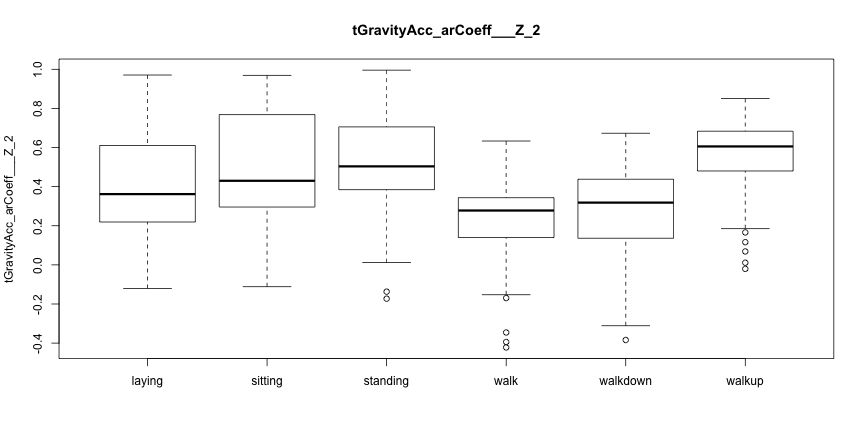 tGravityAcc_arCoeff___Z_2
tGravityAcc_arCoeff___Z_2
1.0
0.8
0.6
0.4
0.2
0.0
-0.2
-0.4
laying sitting standing walk walkdown walkup